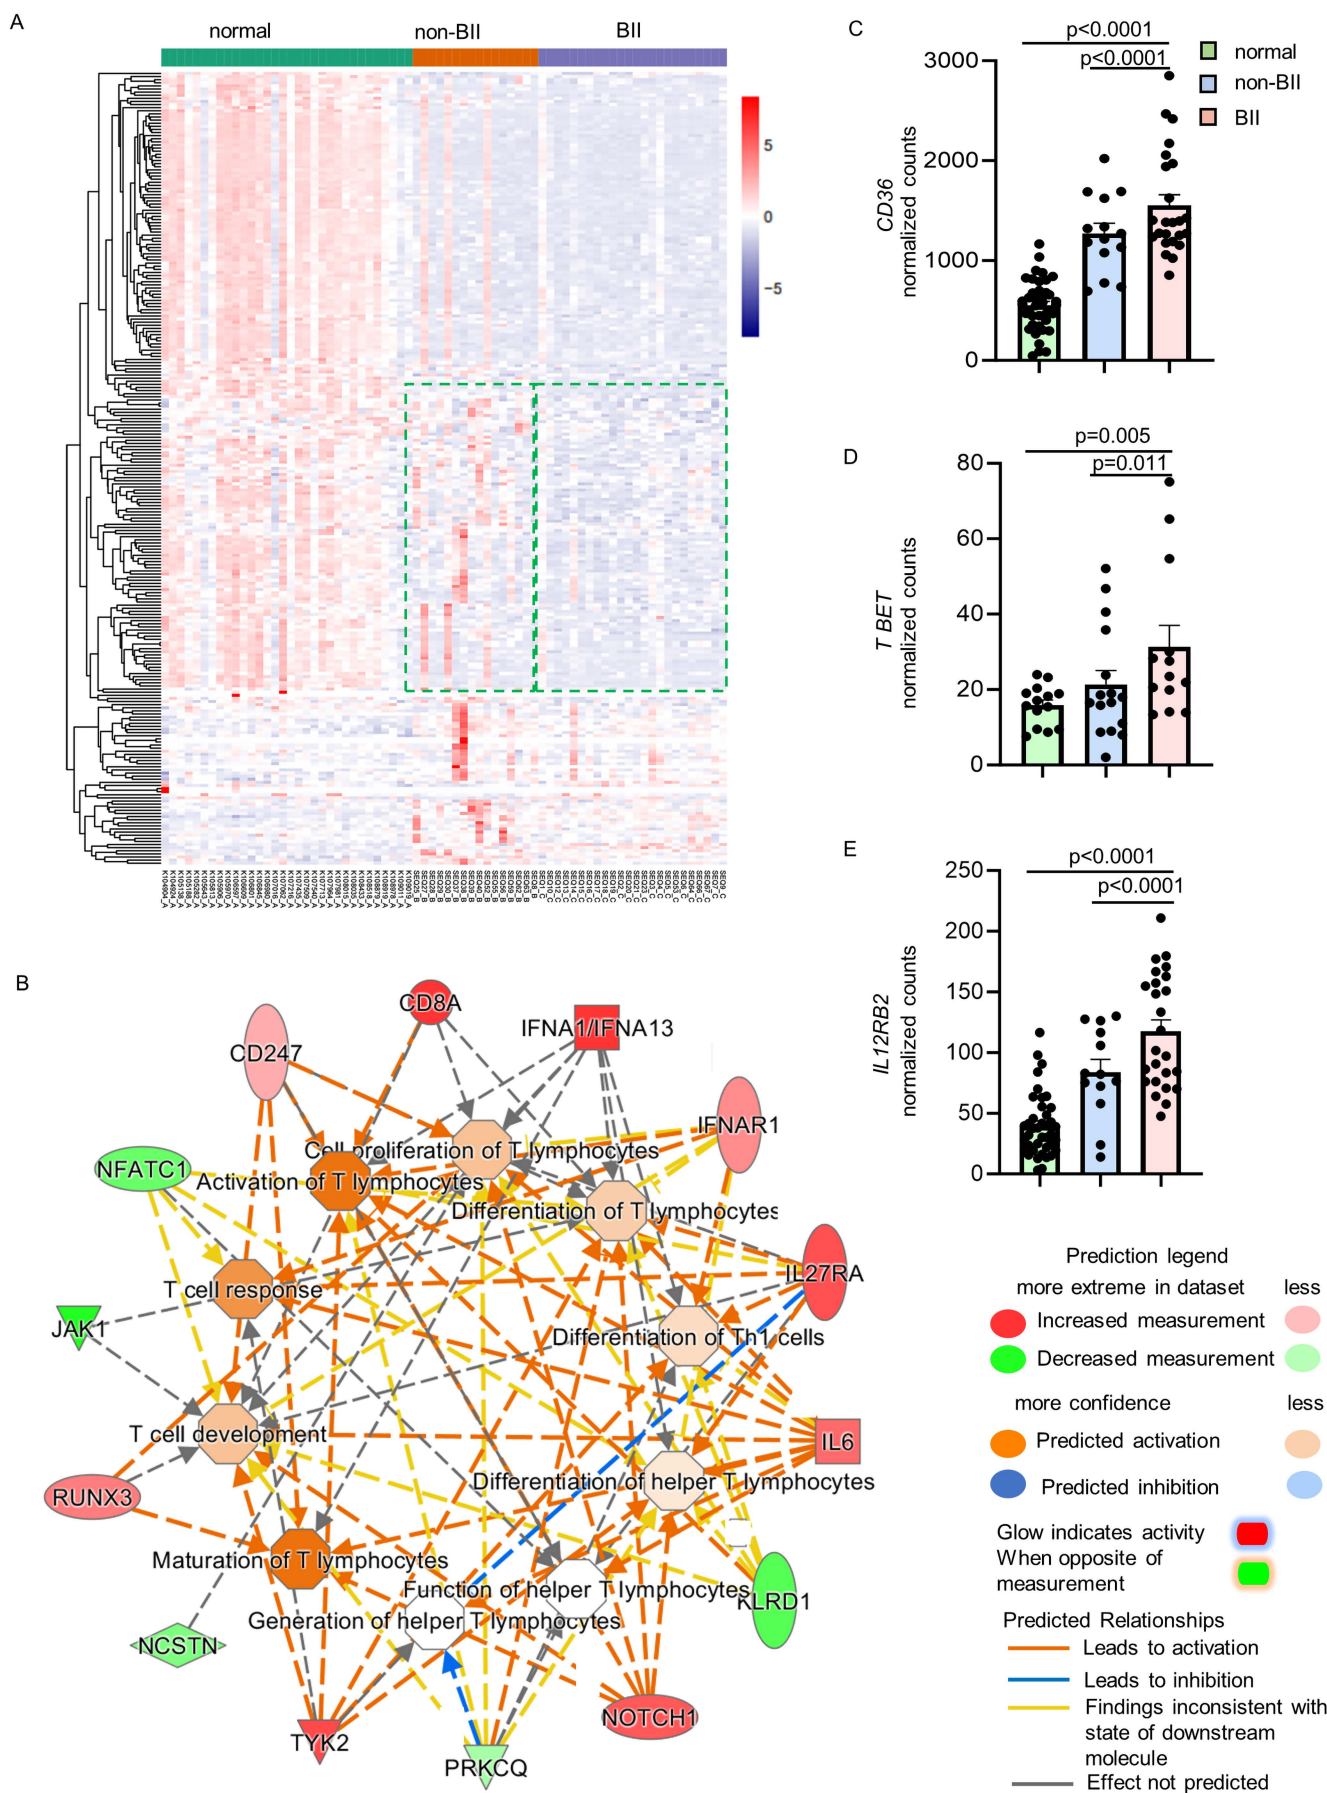 A
normal
non-BII
BII
5
0
−5
C
p<0.0001
p<0.0001
normal
non-BII
BII
3000
2000
1000
0
CD36
normalized counts
D
p=0.005
p=0.011
80
60
40
20
0
T BET
normalized counts
E
p<0.0001
p<0.0001
250
200
150
100
50
0
IL12RB2
normalized counts
B
CD8A
IFNA1/IFNA13
CD247
IFNAR1
NFATC1
Cell proliferation of T lymphocytes
Activation of T lymphocytes
Differentiation of T lymphocytes
IL27RA
T cell response
JAK1
Differentiation of Th1 cells
T cell development
IL6
Differentiation of helper T lymphocytes
RUNX3
Maturation of T lymphocytes
Function of helper T lymphocytes
KLRD1
Generation of helper T lymphocytes
NCSTN
NOTCH1
TYK2
PRKCQ
Prediction legend
more extreme in dataset less
Increased measurement
Decreased measurement
more confidence less
Predicted activation
Predicted inhibition
Glow indicates activity
When opposite of
measurement
Predicted Relationships
Leads to activation
Leads to inhibition
Findings inconsistent with
state of downstream
molecule
Effect not predicted